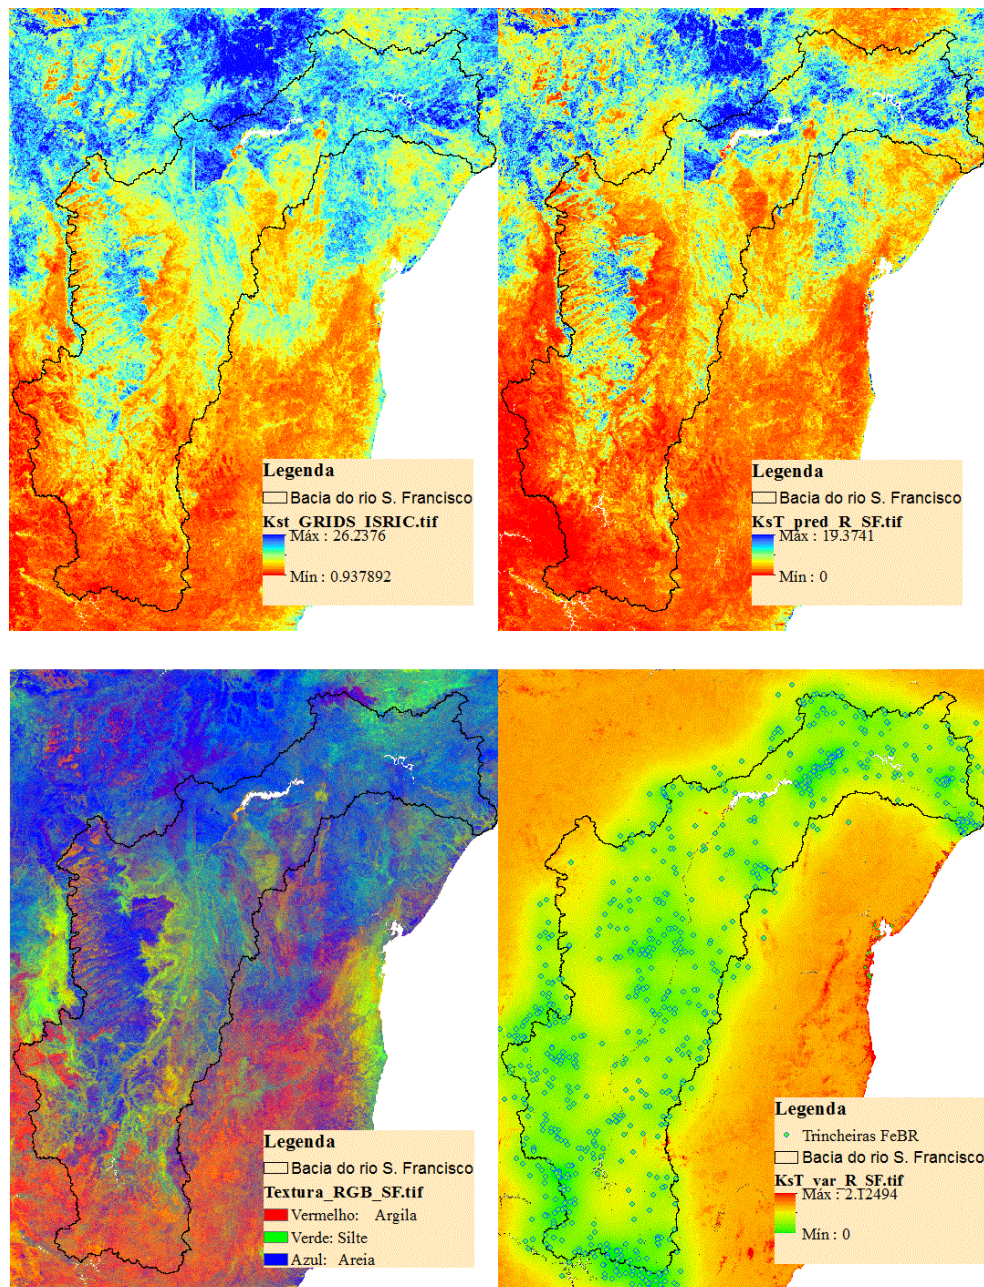 Legenda
Bacia do rio S. Francisco
Kst_GRIDS_ISRIC.tif
Máx : 26.2376
Mín : 0.937892
Legenda
Bacia do rio S. Francisco
KsT_pred_R_SF.tif
Máx : 19.3741
Mín : 0
Legenda
Bacia do rio S. Francisco
Textura_RGB_SF.tif
Vermelho: Argila
Verde: Silte
Azul: Areia
Legenda
Trincheiras FeBR
Bacia do rio S. Francisco
KsT_var_R_SF.tif
Máx : 2.12494
Mín : 0